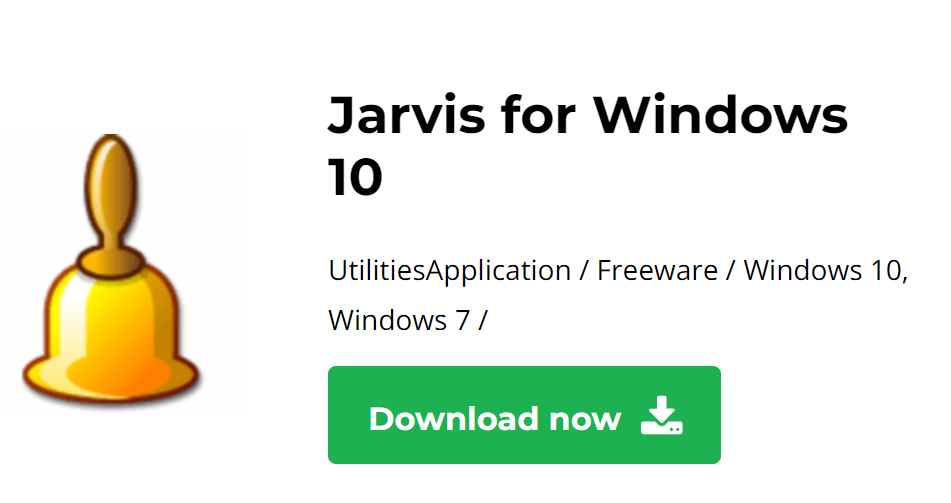 Jarvis for Windows
10
UtilitiesApplication / Freeware / Windows 10,
Windows 7 /
Download now